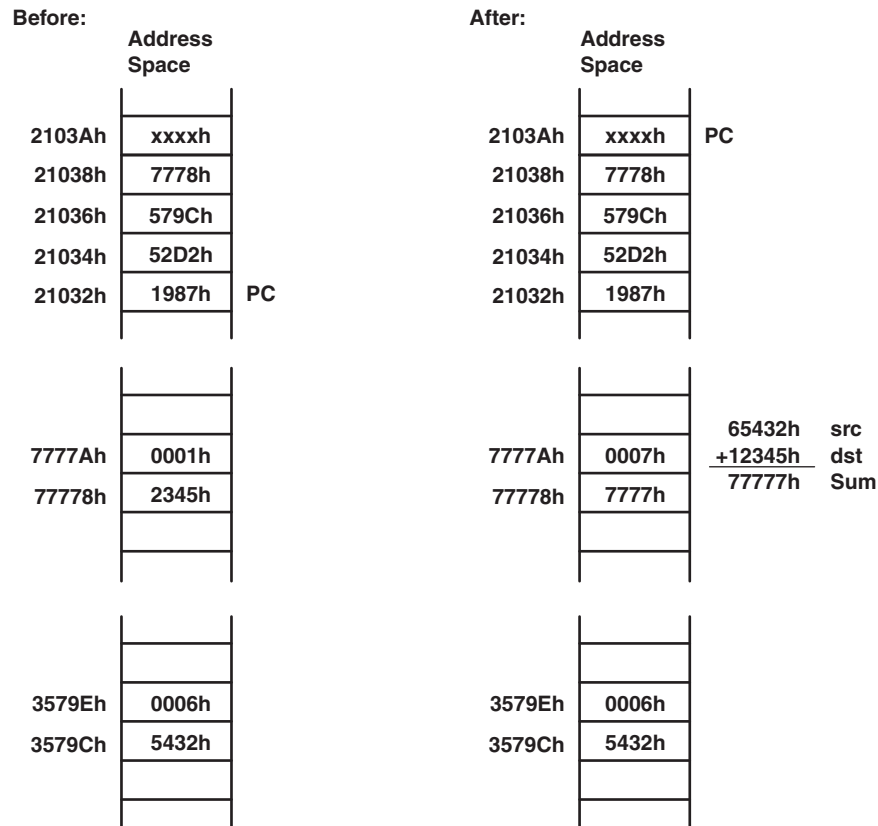 Before:
Address
Space
2103Ah xxxxh
21038h 7778h
21036h 579Ch
21034h 52D2h
21032h 1987h PC
7777Ah 0001h
77778h 2345h
3579Eh 0006h
3579Ch 5432h
After:
Address
Space
2103Ah xxxxh PC
21038h 7778h
21036h 579Ch
21034h 52D2h
21032h 1987h
7777Ah 0007h
77778h 7777h
65432h src
+12345h dst
77777h Sum
3579Eh 0006h
3579Ch 5432h